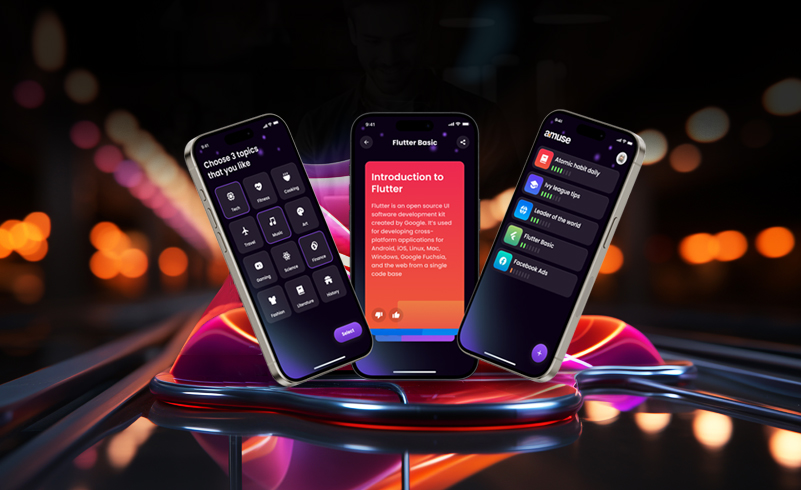 9:41
Choose 3 topics
that you like
Tech
Fitness
Cooking
Travel
Music
Art
Gaming
Science
Finance
Fashion
Literature
History
Select
9:41
Flutter Basic
Introduction to
Flutter
Flutter is an open source UI
software development kit
created by Google. It's used
for developing cross-
platform applications for
Android, iOS, Linux, Mac,
Windows, Google Fuchsia,
and the web from a single
code base
9:41
amuse
Atomic habit daily
Ivy league tips
Leader of the world
Flutter Basic
Facebook Ads